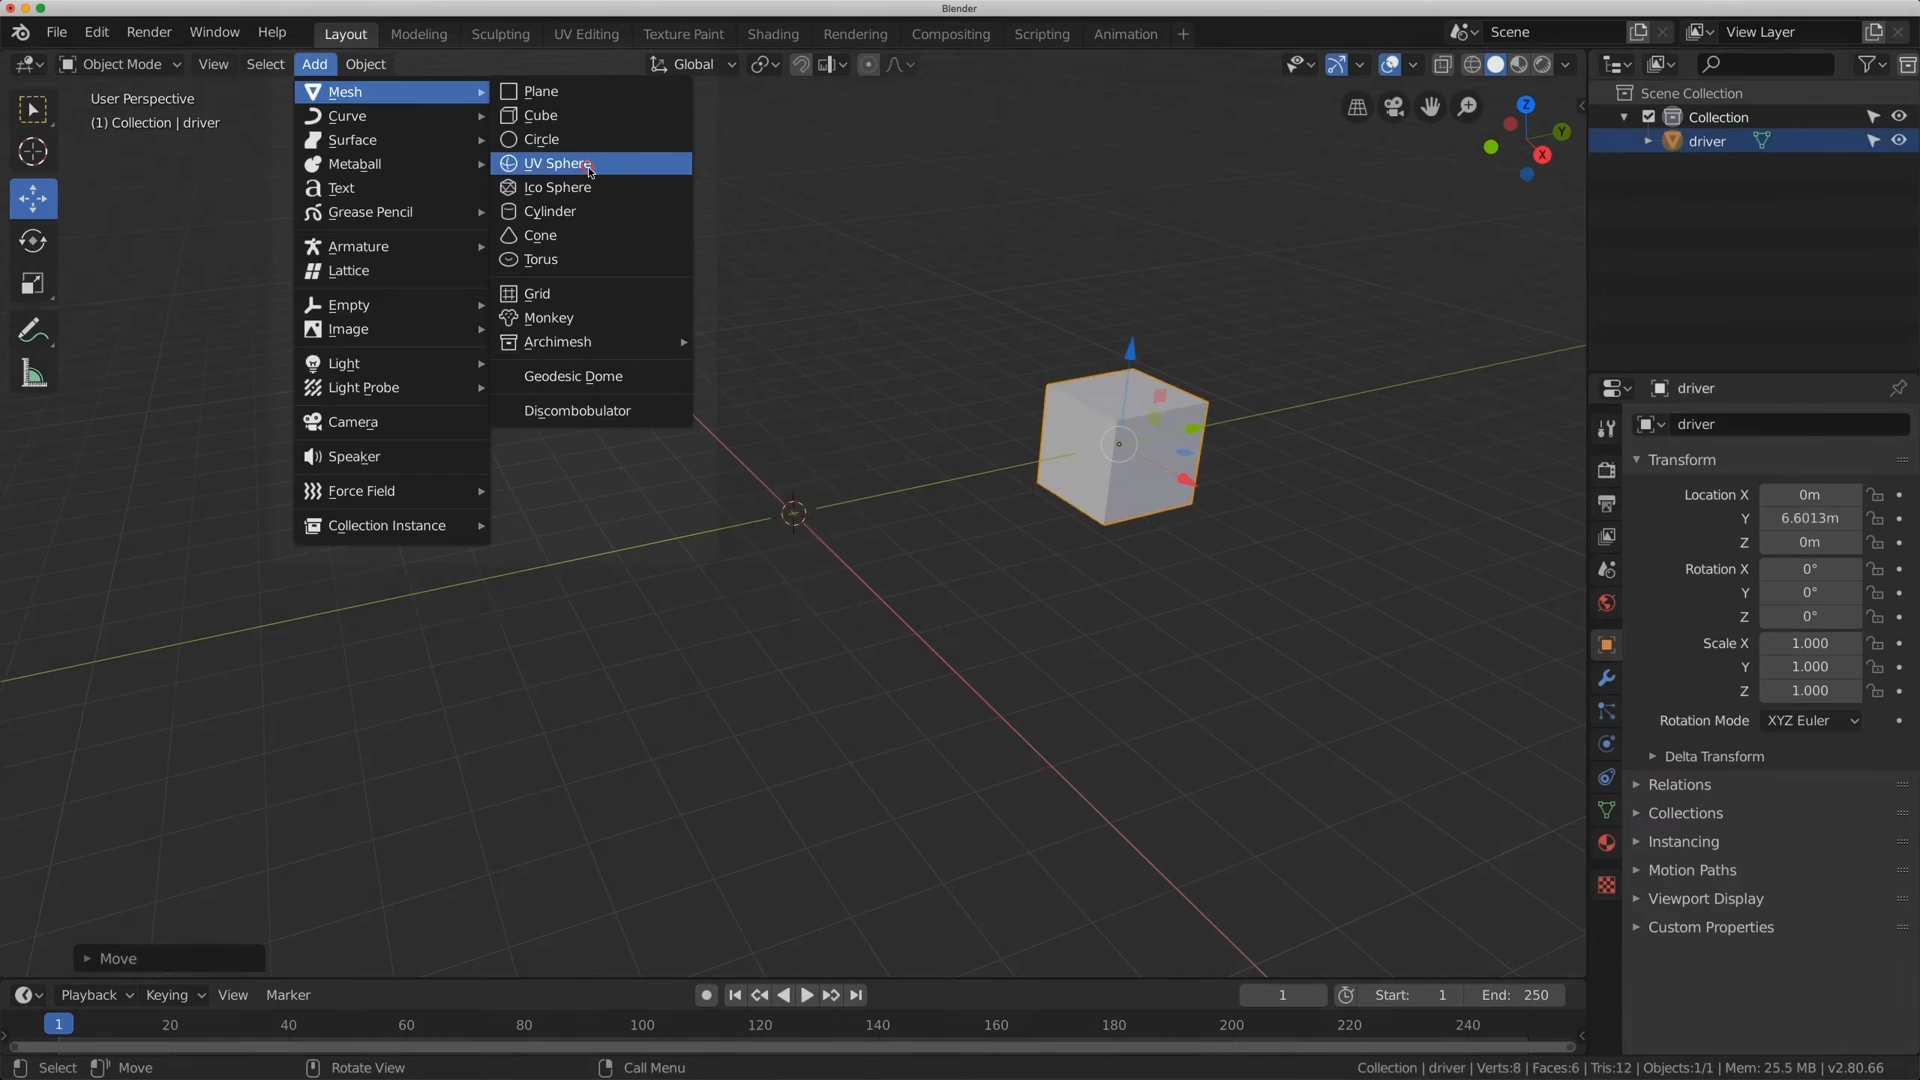 Blender
File Edit Render Window Help
Layout Modeling Sculpting UV Editing Texture Paint Shading Rendering Compositing Scripting Animation +
Scene
View Layer
Object Mode View Select Add Object
Global
User Perspective
(1) Collection | driver
Mesh
Curve
Surface
Metaball
Text
Grease Pencil
Armature
Lattice
Empty
Image
Light
Light Probe
Camera
Speaker
Force Field
Collection Instance
Plane
Cube
Circle
UV Sphere
Ico Sphere
Cylinder
Cone
Torus
Grid
Monkey
Archimesh
Geodesic Dome
Discombobulator
Z
Y
X
Scene Collection
Collection
driver
driver
driver
Transform
Location X 0m
Y 6.6013m
Z 0m
Rotation X 0°
Y 0°
Z 0°
Scale X 1.000
Y 1.000
Z 1.000
Rotation Mode XYZ Euler
Delta Transform
Relations
Collections
Instancing
Motion Paths
Viewport Display
Custom Properties
Move
Playback Keying View Marker
1
Start: 1
End: 250
1 20 40 60 80 100 120 140 160 180 200 220 240
Select Move Rotate View Call Menu
Collection | driver | Verts:8 | Faces:6 | Tris:12 | Objects:1/1 | Mem: 25.5 MB | v2.80.66